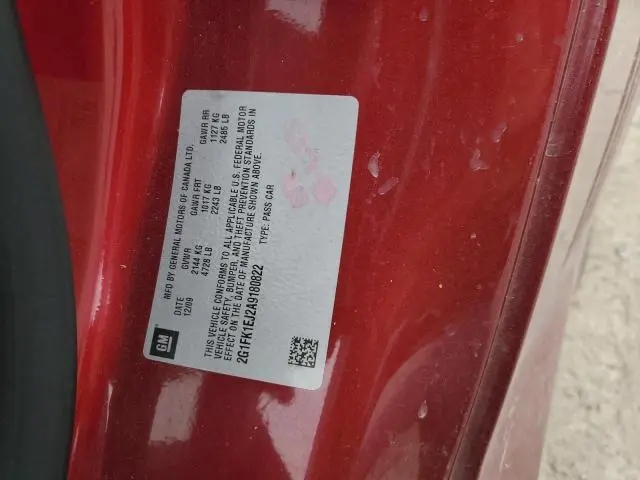 MFD BY GENERAL MOTORS OF CANADA LTD.
DATE GVWR GAWR FRT GAWR RR
12/09 2144 KG 1017 KG 1127 KG
4728 LB 2243 LB 2485 LB
THIS VEHICLE CONFORMS TO ALL APPLICABLE U.S. FEDERAL MOTOR
VEHICLE SAFETY, BUMPER, AND THEFT PREVENTION STANDARDS IN
EFFECT ON THE DATE OF MANUFACTURE SHOWN ABOVE.
2G1FK1EJ2A9180822 TYPE: PASS CAR
GM